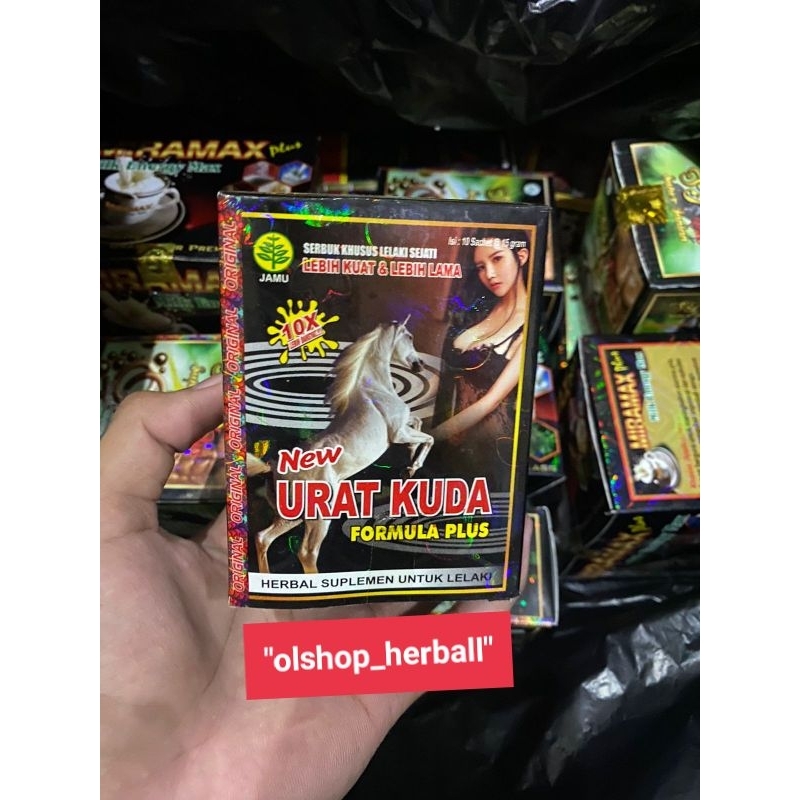 MIRAMAX plus
Isi : 10 Sachet @ 15 gram
SERBUK KHUSUS LELAKI SEJATI
LEBIH KUAT & LEBIH LAMA
JAMU
10X
New
URAT KUDA
FORMULA PLUS
HERBAL SUPLEMEN UNTUK LELAKI
ORIGINAL ORIGINAL ORIGINAL ORIGINAL ORIGINAL
MIRAMAX plus
"olshop_herball"